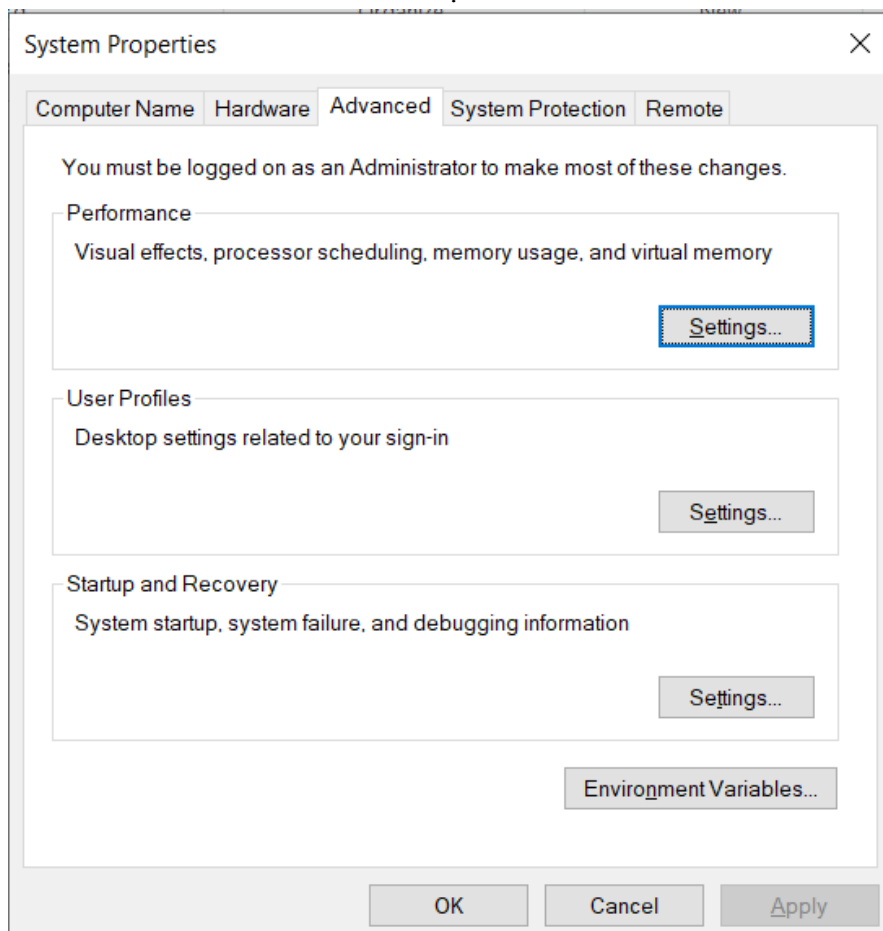 System Properties
Computer Name Hardware Advanced System Protection Remote
You must be logged on as an Administrator to make most of these changes.
Performance
Visual effects, processor scheduling, memory usage, and virtual memory
Settings...
User Profiles
Desktop settings related to your sign-in
Settings...
Startup and Recovery
System startup, system failure, and debugging information
Settings...
Environment Variables...
OK Cancel Apply